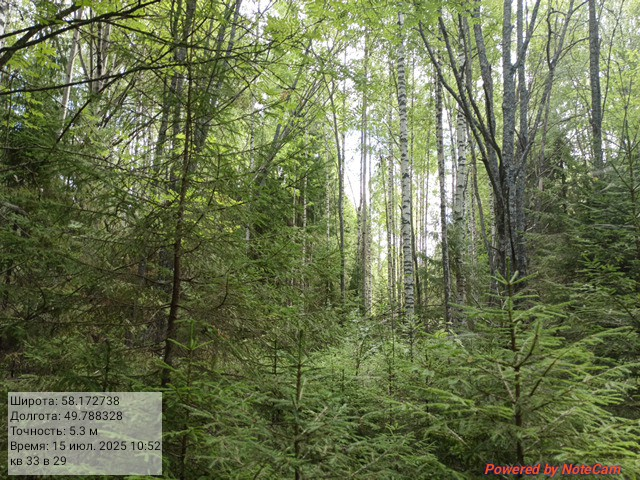 Широта: 58.172738
Долгота: 49.788328
Точность: 5.3 м
Время: 15 июл. 2025 10:52
кв 33 в 29
Powered by NoteCam